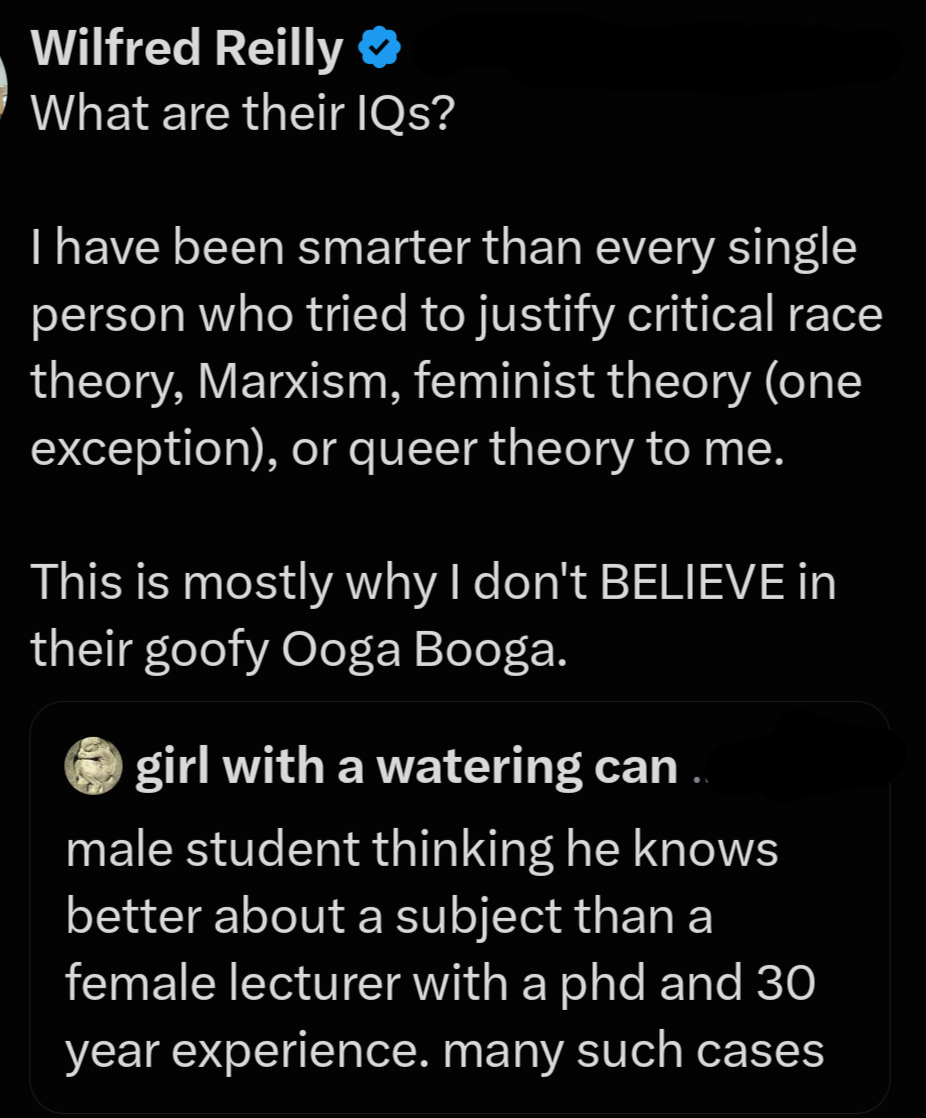 Wilfred Reilly
What are their IQs?
I have been smarter than every single
person who tried to justify critical race
theory, Marxism, feminist theory (one
exception), or queer theory to me.
This is mostly why I don't BELIEVE in
their goofy Ooga Booga.
girl with a watering can ..
male student thinking he knows
better about a subject than a
female lecturer with a phd and 30
year experience. many such cases